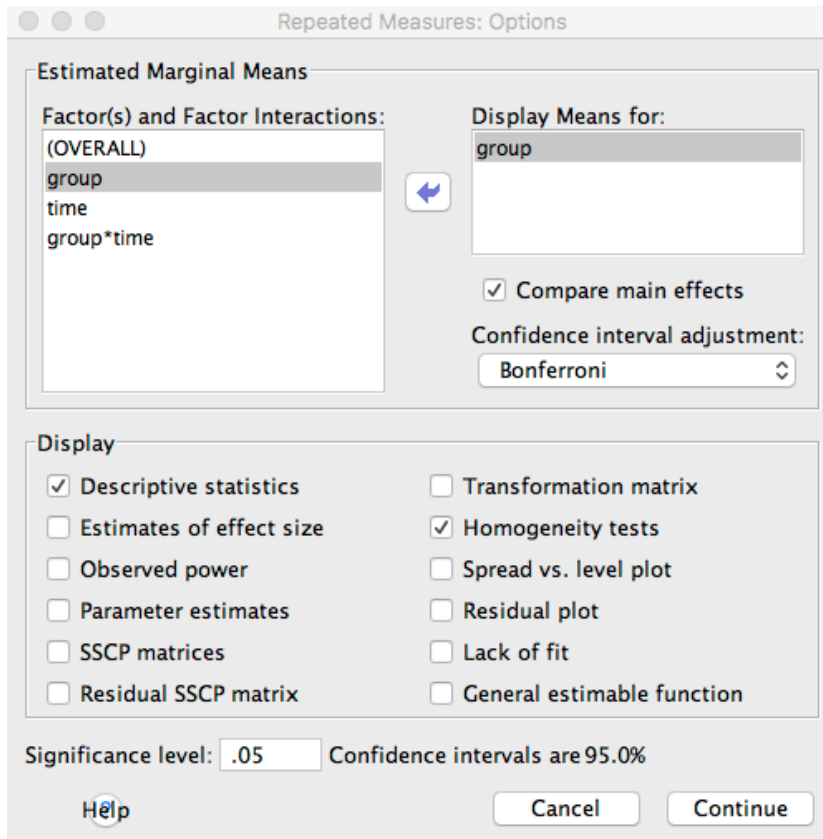 Repeated Measures: Options
Estimated Marginal Means
Factor(s) and Factor Interactions:
(OVERALL)
group
time
group*time
Display Means for:
group
Compare main effects
Confidence interval adjustment:
Bonferroni
Display
Descriptive statistics
Estimates of effect size
Observed power
Parameter estimates
SSCP matrices
Residual SSCP matrix
Transformation matrix
Homogeneity tests
Spread vs. level plot
Residual plot
Lack of fit
General estimable function
Significance level: .05 Confidence intervals are 95.0%
Help Cancel Continue